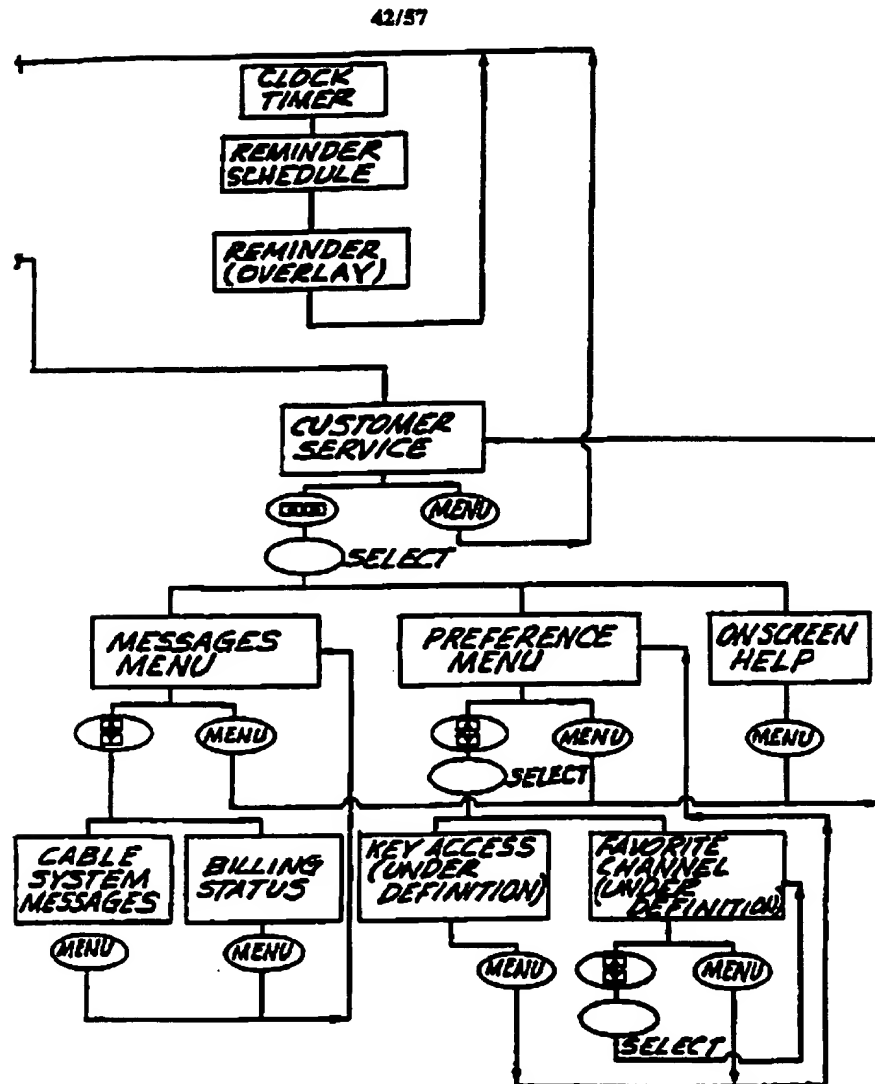 42/57
CLOCK
TIMER
REMINDER
SCHEDULE
REMINDER
(OVERLAY)
CUSTOMER
SERVICE
MENU
SELECT
MESSAGES
MENU
PREFERENCE
MENU
ON SCREEN
HELP
MENU
MENU
MENU
SELECT
CABLE
SYSTEM
MESSAGES
BILLING
STATUS
KEY ACCESS
(UNDER
DEFINITION)
FAVORITE
CHANNEL
(UNDER
DEFINITION)
MENU
MENU
MENU
MENU
SELECT